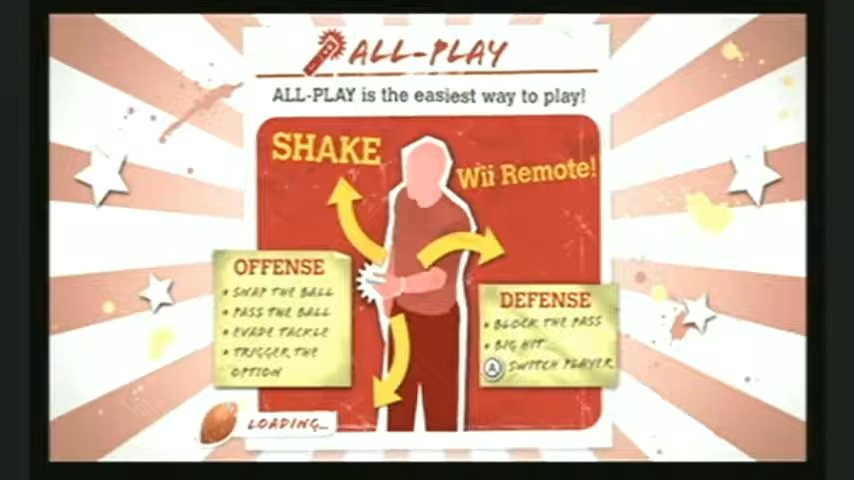 ALL-PLAY
ALL-PLAY is the easiest way to play!
SHAKE
Wii Remote!
OFFENSE
• SNAP THE BALL
• PASS THE BALL
• EVADE TACKLE
• TRIGGER THE
OPTION
DEFENSE
• BLOCK THE PASS
• BIG HIT
A SWITCH PLAYER
LOADING...